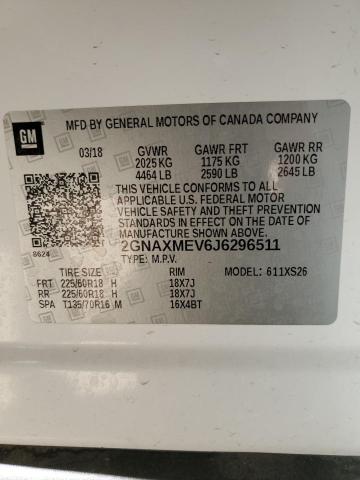 GM
MFD BY GENERAL MOTORS OF CANADA COMPANY
03/18 GVWR GAWR FRT GAWR RR
2025 KG 1175 KG 1200 KG
4464 LB 2590 LB 2645 LB
THIS VEHICLE CONFORMS TO ALL APPLICABLE
U.S. FEDERAL MOTOR
VEHICLE SAFETY AND THEFT PREVENTION
STANDARDS IN EFFECT ON THE DATE
OF MANUFACTURE SHOWN ABOVE.
2GNAXMEV6J6296511
8624 TYPE: M.P.V.
TIRE SIZE RIM MODEL: 611XS26
FRT 225/60R18 H 18X7J
RR 225/60R18 H 18X7J
SPA T135/70R16 M 16X4BT